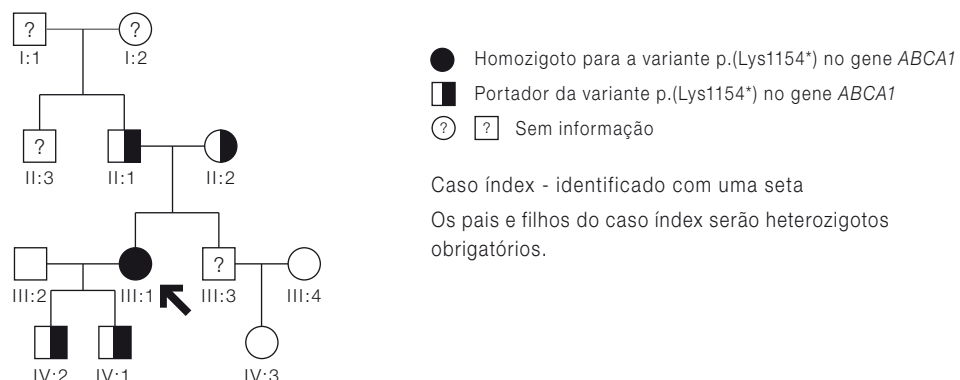 ? ?
I:1 I:2
Homozigoto para a variante p.(Lys1154*) no gene ABCA1
Portador da variante p.(Lys1154*) no gene ABCA1
? ? Sem informação
?
II:3 II:1 II:2
Caso índex - identificado com uma seta
Os pais e filhos do caso índex serão heterozigotos
obrigatórios.
?
III:2 III:1 III:3 III:4
IV:2 IV:1 IV:3